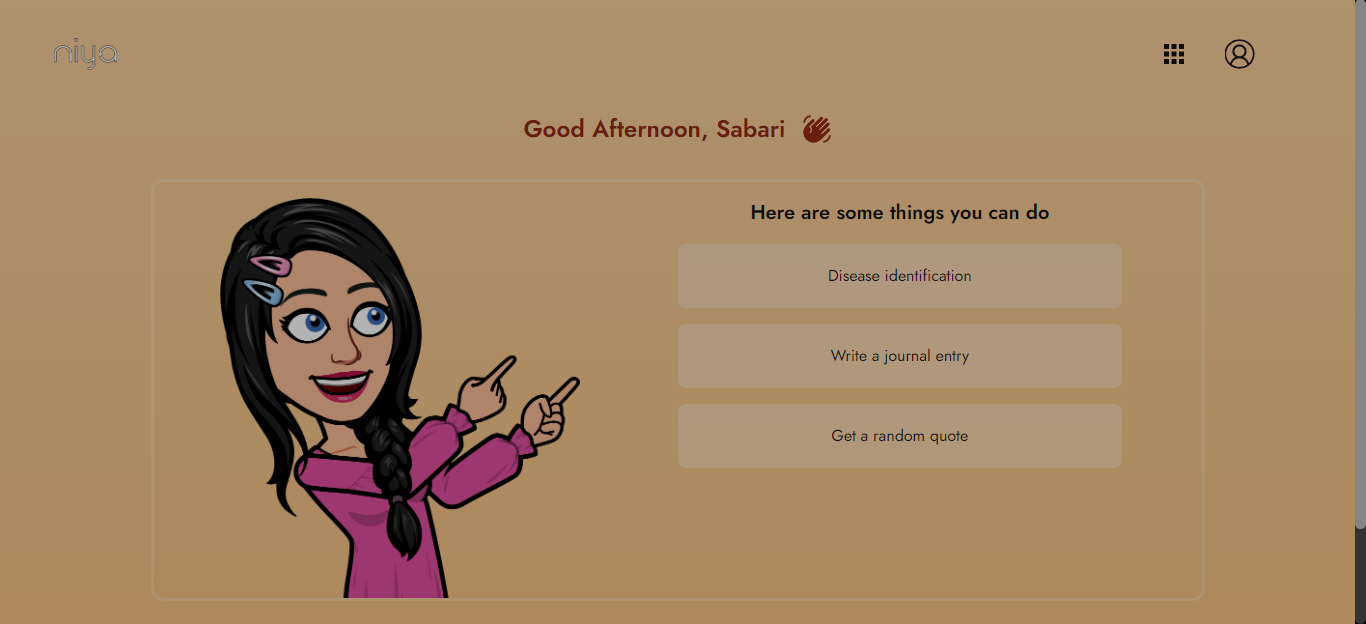 niya
Good Afternoon, Sabari
Here are some things you can do
Disease identification
Write a journal entry
Get a random quote